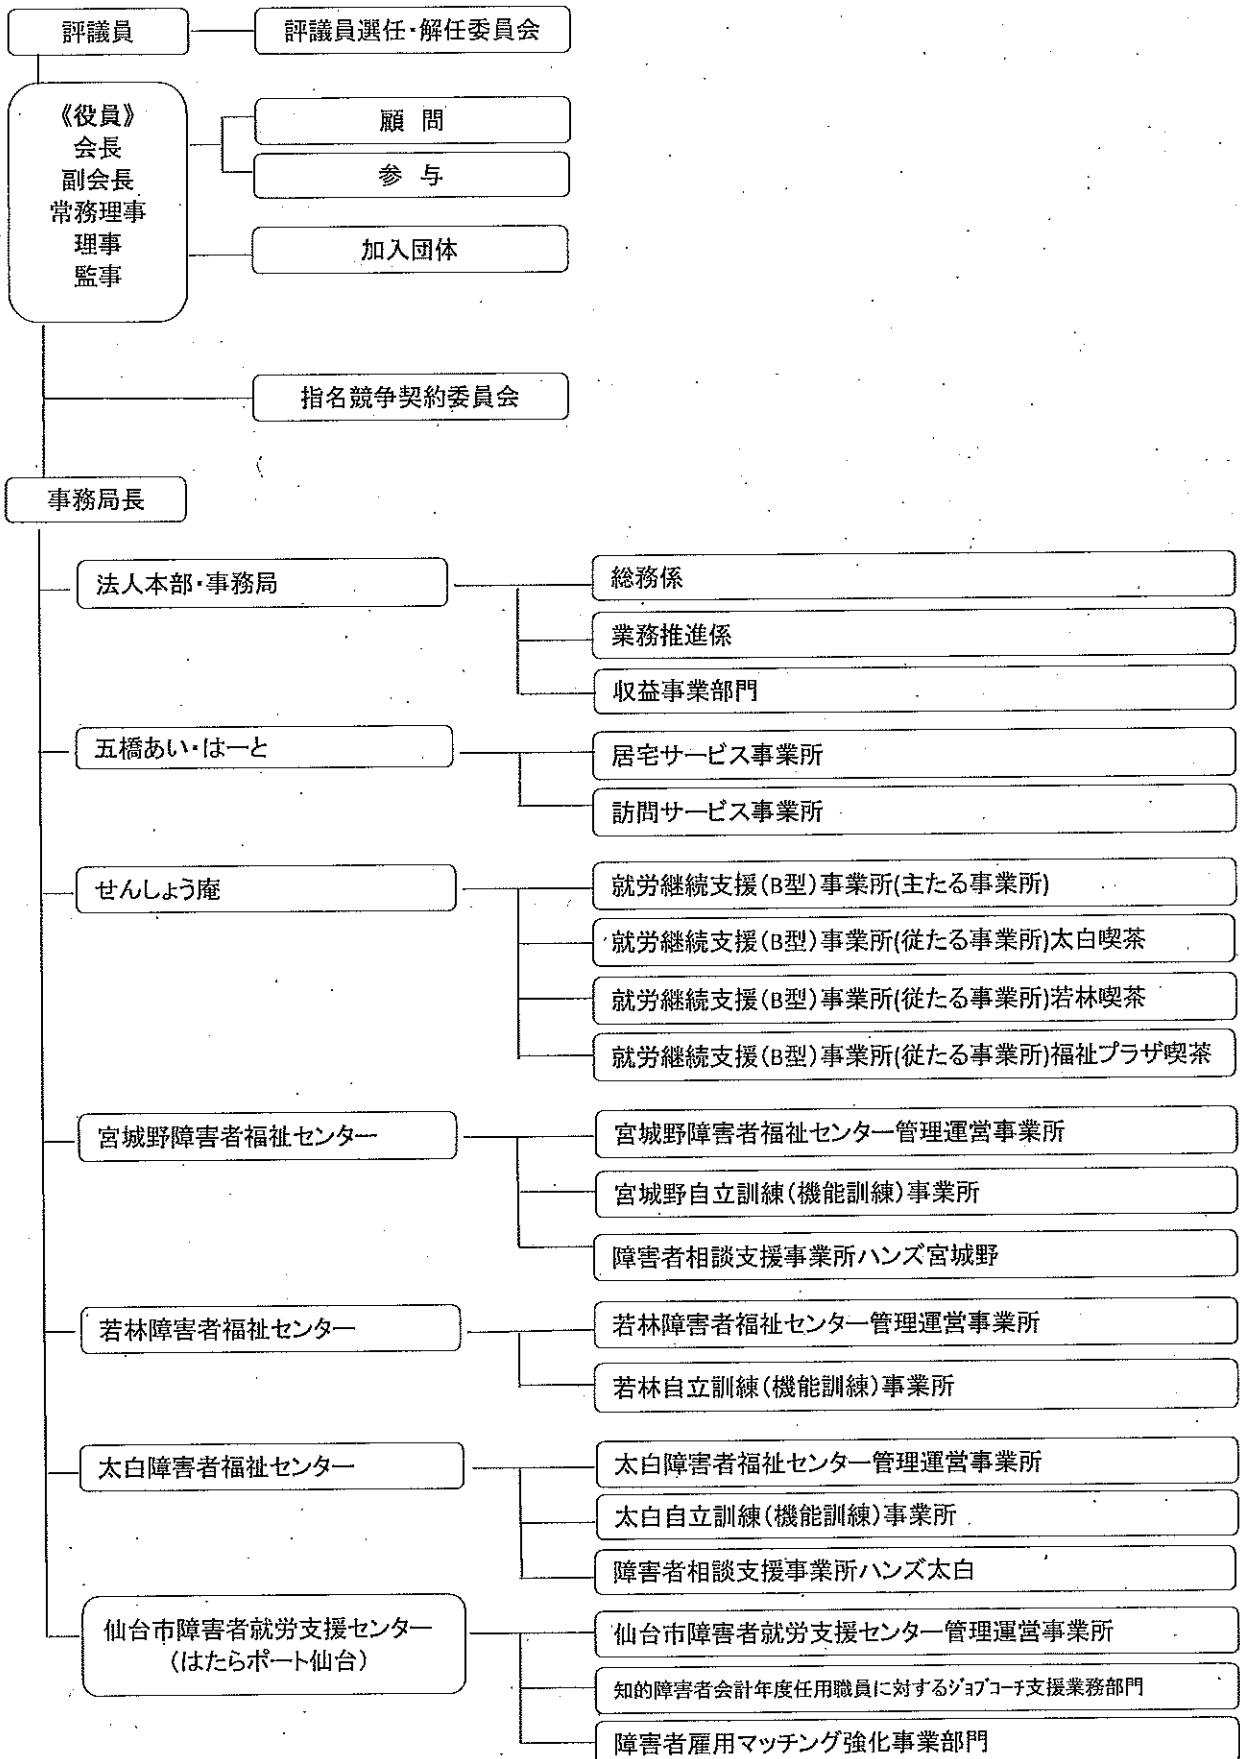 評議員
評議員選任・解任委員会
《役員》
会長
副会長
常務理事
理事
監事
顧 問
参 与
加入団体
指名競争契約委員会
事務局長
法人本部・事務局
総務係
業務推進係
収益事業部門
五橋あい・はーと
居宅サービス事業所
訪問サービス事業所
せんしょう庵
就労継続支援(B型)事業所(主たる事業所)
就労継続支援(B型)事業所(従たる事業所)太白喫茶
就労継続支援(B型)事業所(従たる事業所)若林喫茶
就労継続支援(B型)事業所(従たる事業所)福祉プラザ喫茶
宮城野障害者福祉センター
宮城野障害者福祉センター管理運営事業所
宮城野自立訓練(機能訓練)事業所
障害者相談支援事業所ハンズ宮城野
若林障害者福祉センター
若林障害者福祉センター管理運営事業所
若林自立訓練(機能訓練)事業所
太白障害者福祉センター
太白障害者福祉センター管理運営事業所
太白自立訓練(機能訓練)事業所
障害者相談支援事業所ハンズ太白
仙台市障害者就労支援センター
(はたらポート仙台)
仙台市障害者就労支援センター管理運営事業所
知的障害者会計年度任用職員に対するジョブコーチ支援業務部門
障害者雇用マッチング強化事業部門